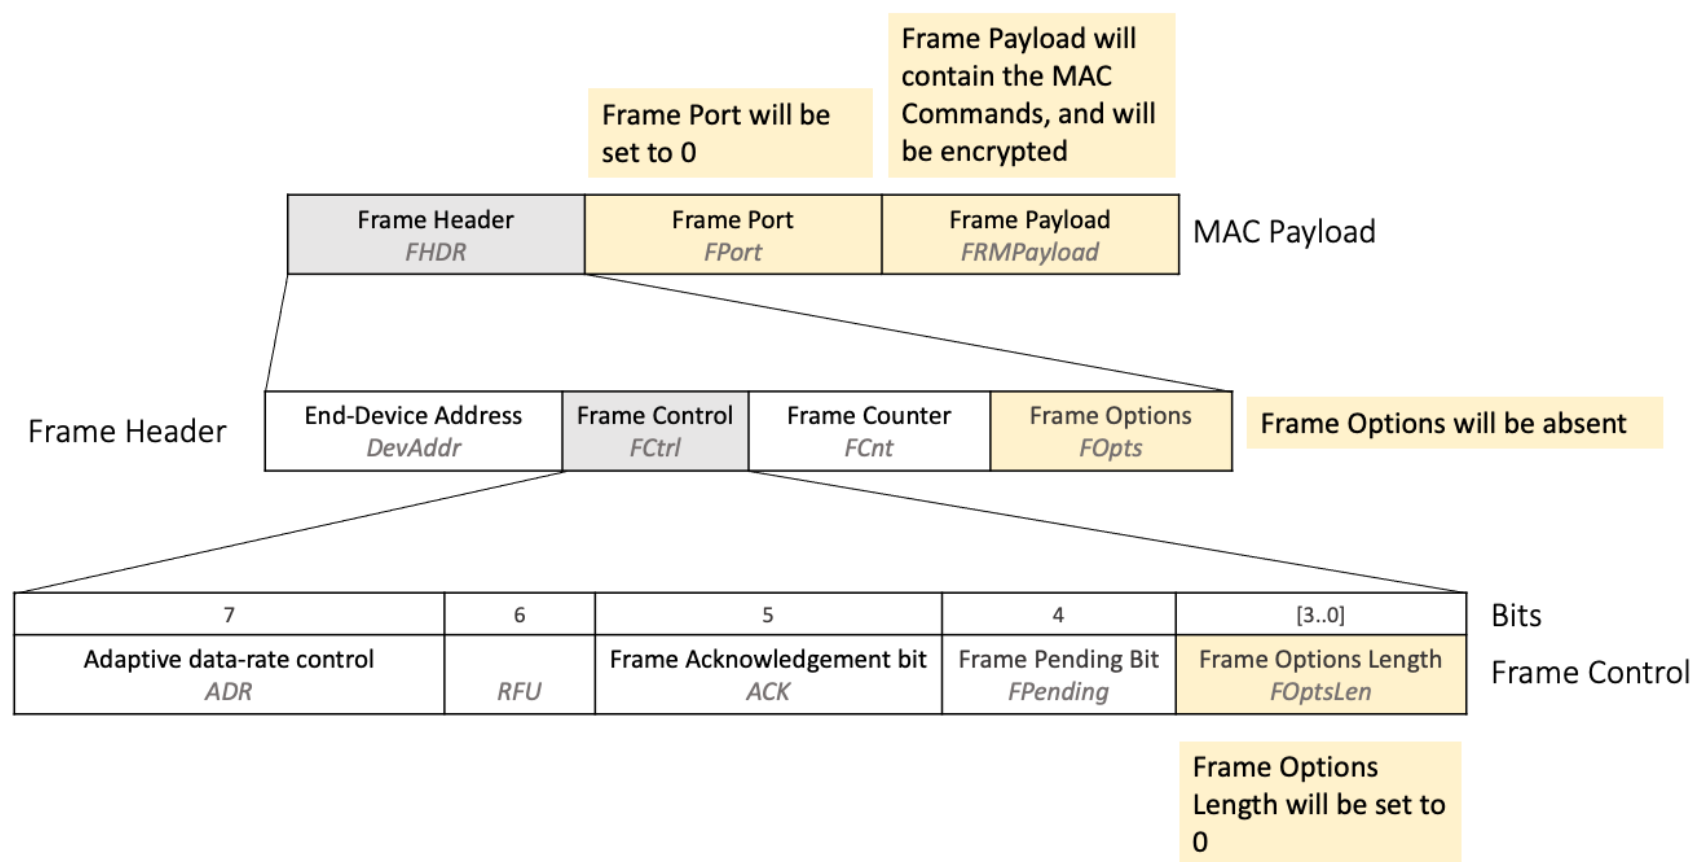 Frame Payload will
contain the MAC
Commands, and will
be encrypted
Frame Port will be
set to 0
Frame Header
FHDR
Frame Port
FPort
Frame Payload
FRMPayload
MAC Payload
Frame Header
End-Device Address
DevAddr
Frame Control
FCtrl
Frame Counter
FCnt
Frame Options
FOpts
Frame Options will be absent
7
6
5
4
[3..0]
Bits
Adaptive data-rate control
ADR
RFU
Frame Acknowledgement bit
ACK
Frame Pending Bit
FPending
Frame Options Length
FOptsLen
Frame Control
Frame Options
Length will be set to
0